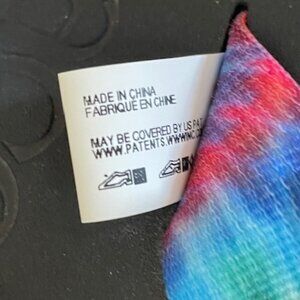 MADE IN CHINA
FABRIQUE EN CHINE
MAY BE COVERED BY US PAT
WWW.PATENTS.